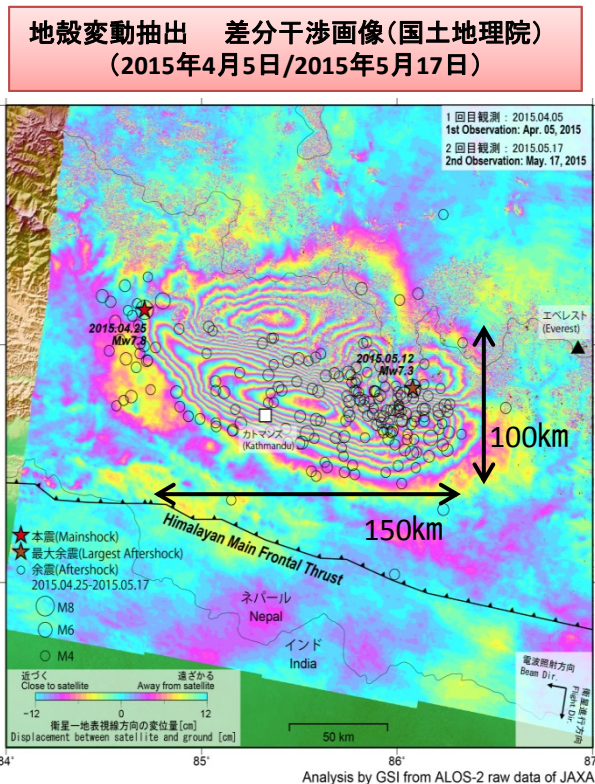 地殻変動抽出　差分干渉画像（国土地理院）
（2015年4月5日/2015年5月17日）
1 回目観測：2015.04.05
1st Observation: Apr. 05, 2015
2 回目観測：2015.05.17
2nd Observation: May. 17, 2015
エベレスト
(Everest)
2015.04.25
Mw7.8
2015.05.12
Mw7.3
カトマンズ
(Kathmandu)
100km
150km
Himalayan Main Frontal Thrust
本震(Mainshock)
最大余震(Largest Aftershock)
余震(Aftershock)
2015.04.25-2015.05.17
M8
M6
M4
ネパール
Nepal
インド
India
近づく 遠ざかる
Close to satellite Away from satellite
−12 0 12
衛星−地表視線方向の変位量[cm]
Displacement between satellite and ground [cm]
50 km
電波照射方向
Beam Dir.
衛星進行方向
Flight Dir.
84° 85° 86° 87
Analysis by GSI from ALOS-2 raw data of JAXA